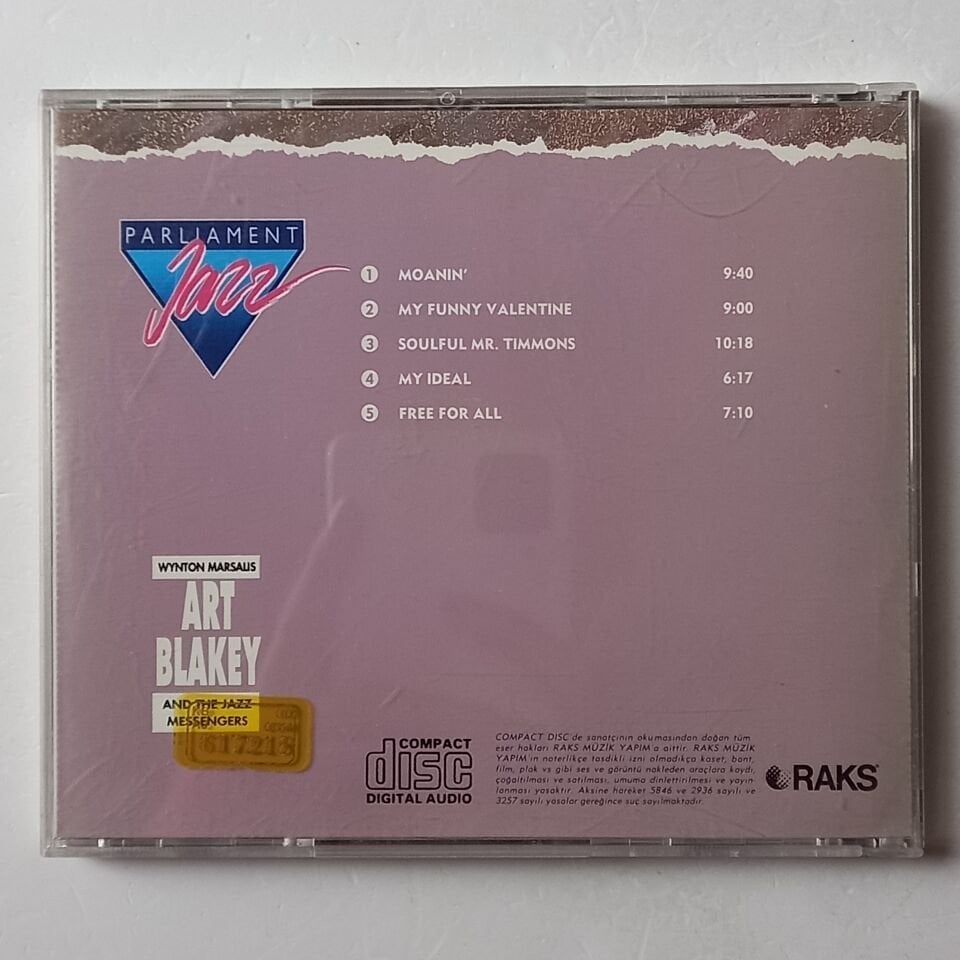 PARLIAMENT
Jazz
1 MOANIN' 9:40
2 MY FUNNY VALENTINE 9:00
3 SOULFUL MR. TIMMONS 10:18
4 MY IDEAL 6:17
5 FREE FOR ALL 7:10
WYNTON MARSALIS
ART
BLAKEY
AND THE JAZZ
MESSENGERS
617213
COMPACT
disc
DIGITAL AUDIO
COMPACT DISC'de sanatçının okumasından doğan tüm
eser hakları RAKS MÜZİK YAPIM'a aittir. RAKS MÜZİK
YAPIM'ın noterlikçe tasdikli izni olmadıkça kaset, bant,
film, plak vs gibi ses ve görüntü nakleden araçlara kaydı,
çoğaltılması ve satılması, umuma dinlettirilmesi ve yayın-
lanması yasaktır. Aksine hareket 5846 ve 2936 sayılı ve
3257 sayılı yasalar gereğince suç sayılmaktadır.
RAKS